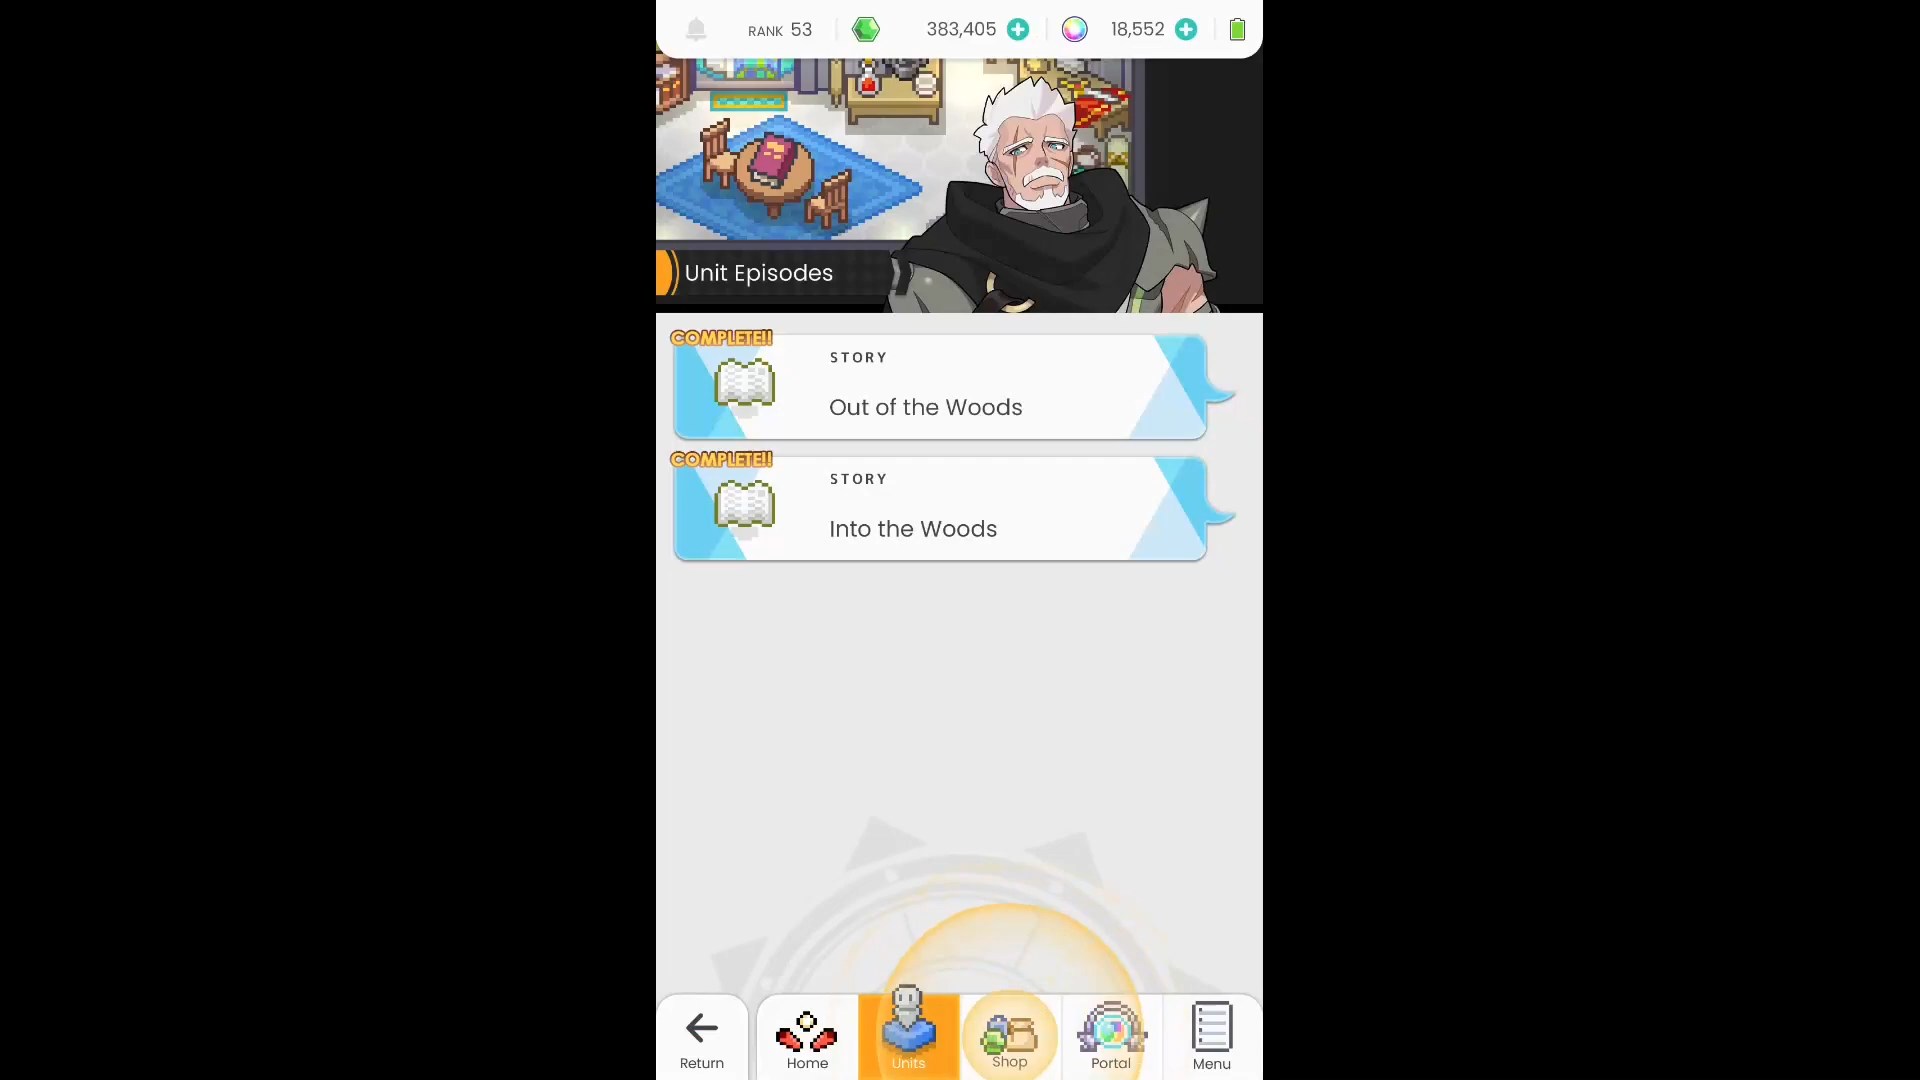 RANK 53
383,405
18,552
Unit Episodes
COMPLETE!!
STORY
Out of the Woods
COMPLETE!!
STORY
Into the Woods
Return
Home
Units
Shop
Portal
Menu